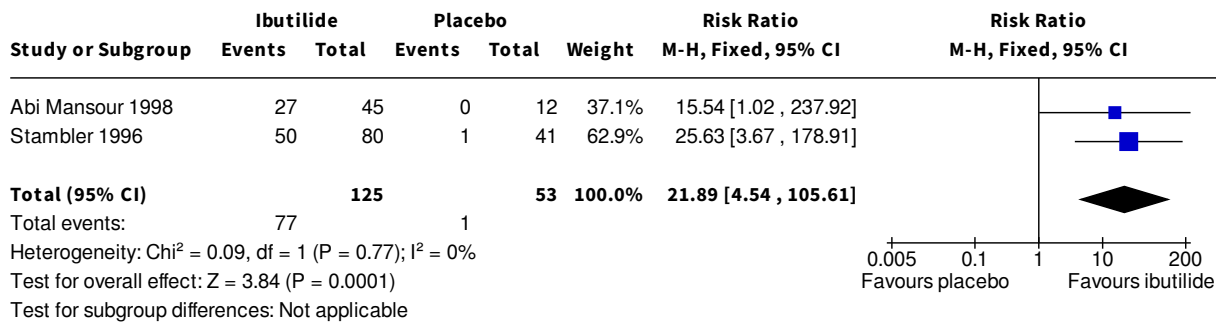 Ibutilide Placebo Risk Ratio Risk Ratio
Study or Subgroup Events Total Events Total Weight M-H, Fixed, 95% CI M-H, Fixed, 95% CI
Abi Mansour 1998 27 45 0 12 37.1% 15.54 [1.02 , 237.92]
Stambler 1996 50 80 1 41 62.9% 25.63 [3.67 , 178.91]
Total (95% CI) 125 53 100.0% 21.89 [4.54 , 105.61]
Total events: 77 1
Heterogeneity: Chi² = 0.09, df = 1 (P = 0.77); I² = 0%
Test for overall effect: Z = 3.84 (P = 0.0001)
Test for subgroup differences: Not applicable
0.005 0.1 1 10 200
Favours placebo Favours ibutilide